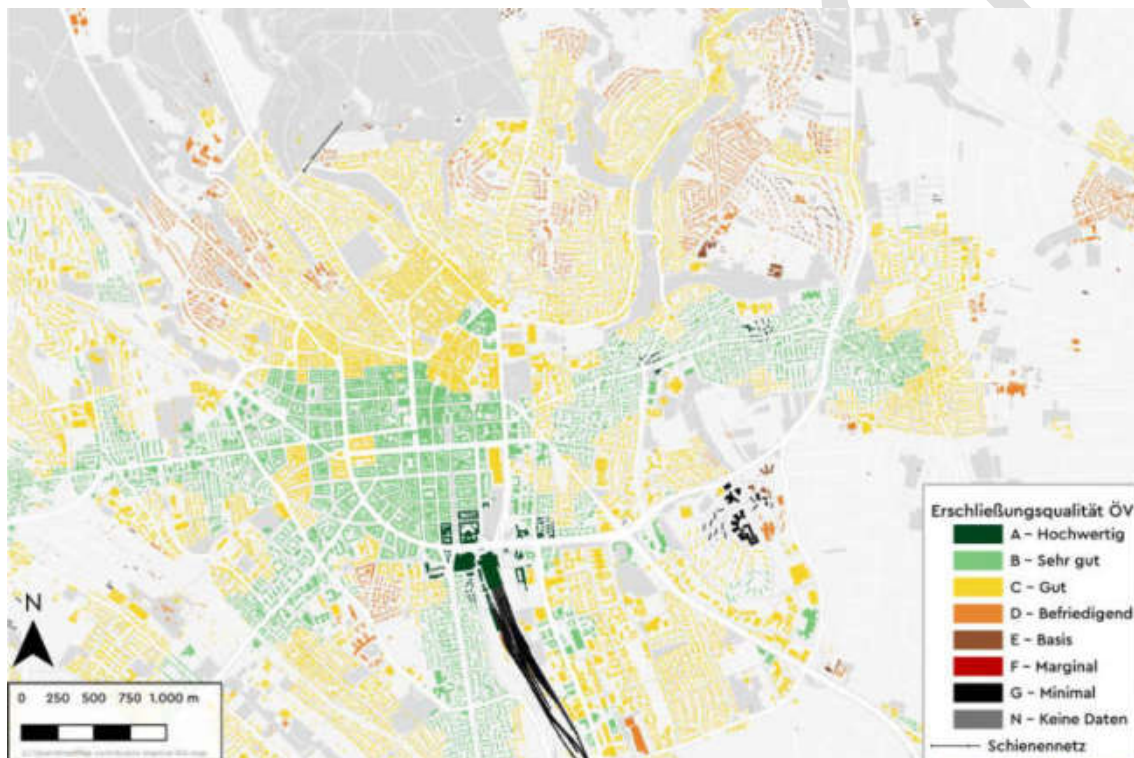 Erschließungsqualität ÖV
A – Hochwertig
B – Sehr gut
C – Gut
D – Befriedigend
E – Basis
F – Marginal
G – Minimal
N – Keine Daten
Schienennetz
N
0 250 500 750 1.000 m